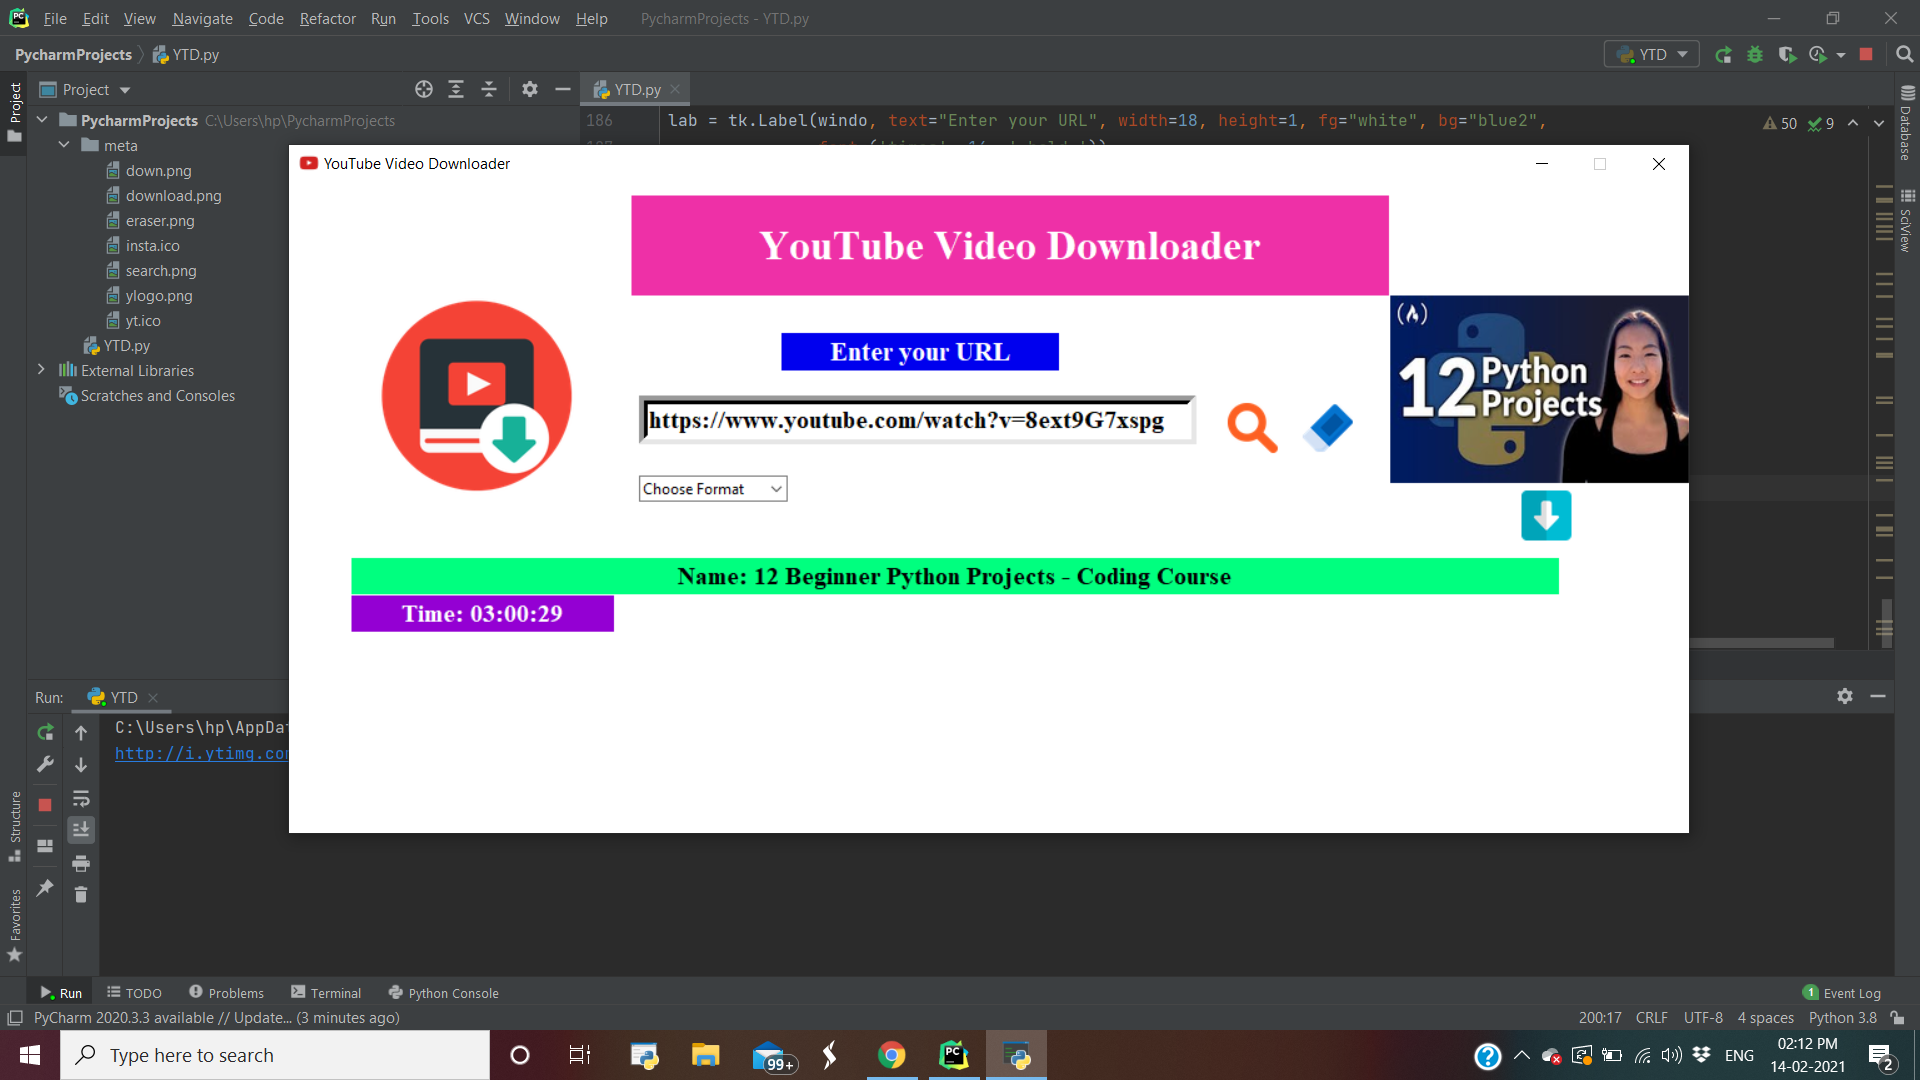 File Edit View Navigate Code Refactor Run Tools VCS Window Help PycharmProjects - YTD.py
PycharmProjects YTD.py YTD
Project YTD.py
Project
PycharmProjects C:\Users\hp\PycharmProjects
186 lab = tk.Label(windo, text="Enter your URL", width=18, height=1, fg="white", bg="blue2",
50 9
Database
SciView
meta
down.png
download.png
eraser.png
insta.ico
search.png
ylogo.png
yt.ico
YTD.py
External Libraries
Scratches and Consoles
YouTube Video Downloader
YouTube Video Downloader
Enter your URL
https://www.youtube.com/watch?v=8ext9G7xspg
Choose Format
12 Python
Projects
Name: 12 Beginner Python Projects - Coding Course
Time: 03:00:29
Run: YTD
C:\Users\hp\AppDat
http://i.ytimg.com
Structure
Favorites
Run TODO Problems Terminal Python Console 1 Event Log
PyCharm 2020.3.3 available // Update... (3 minutes ago) 200:17 CRLF UTF-8 4 spaces Python 3.8
Type here to search 99+ PC ENG 02:12 PM
14-02-2021 2